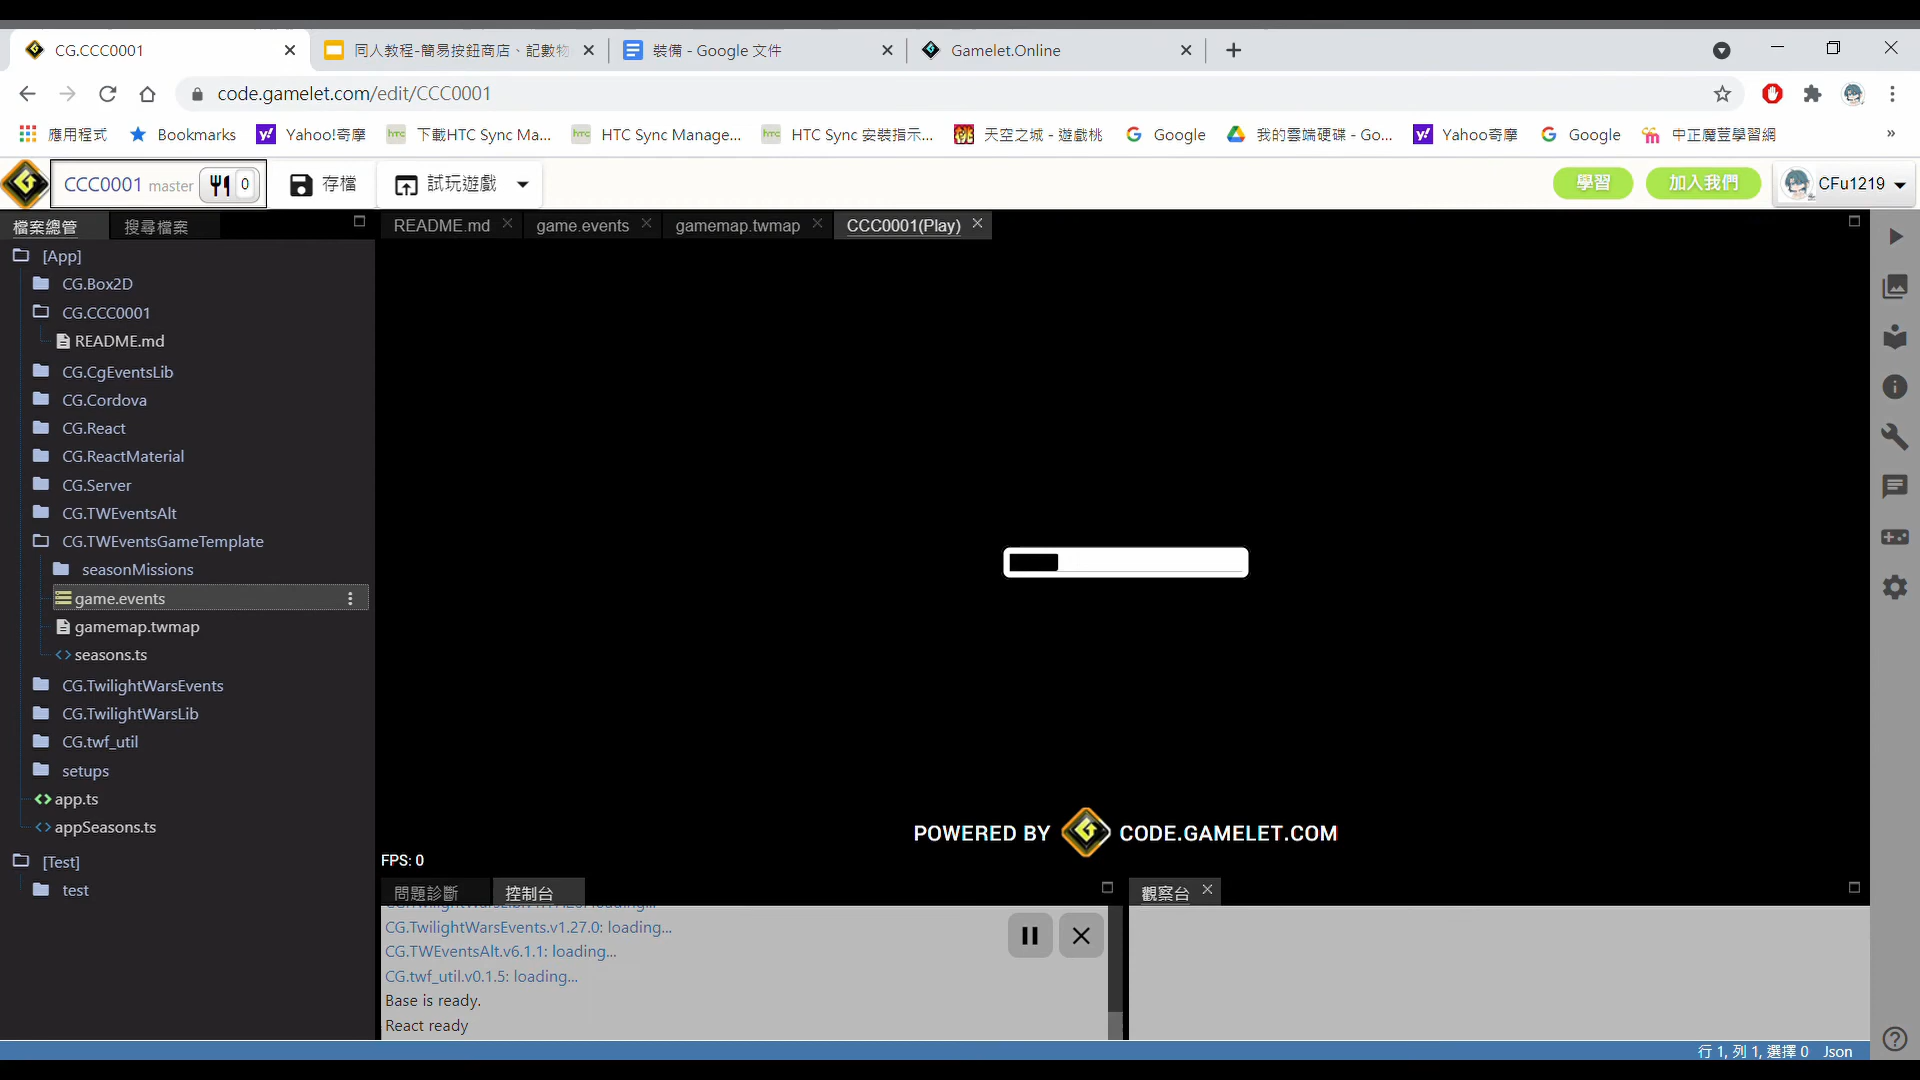 CG.CCC0001
同人教程-簡易按鈕商店、記數物
裝備 - Google 文件
Gamelet.Online
code.gamelet.com/edit/CCC0001
應用程式
Bookmarks
Yahoo!奇摩
下載HTC Sync Ma...
HTC Sync Manage...
HTC Sync 安裝指示...
天空之城 - 遊戲桃
Google
我的雲端硬碟 - Go...
Yahoo奇摩
Google
中正魔荳學習網
»
CCC0001 master
0
存檔
試玩遊戲
學習
加入我們
CFu1219
檔案總管
搜尋檔案
README.md
game.events
gamemap.twmap
CCC0001(Play)
[App]
CG.Box2D
CG.CCC0001
README.md
CG.CgEventsLib
CG.Cordova
CG.React
CG.ReactMaterial
CG.Server
CG.TWEventsAlt
CG.TWEventsGameTemplate
seasonMissions
game.events
gamemap.twmap
seasons.ts
CG.TwilightWarsEvents
CG.TwilightWarsLib
CG.twf_util
setups
app.ts
appSeasons.ts
[Test]
test
POWERED BY CODE.GAMELET.COM
FPS: 0
問題診斷
控制台
觀察台
CG.TwilightWarsEvents.v1.27.0: loading...
CG.TWEventsAlt.v6.1.1: loading...
CG.twf_util.v0.1.5: loading...
Base is ready.
React ready
行 1, 列 1, 選擇 0 Json